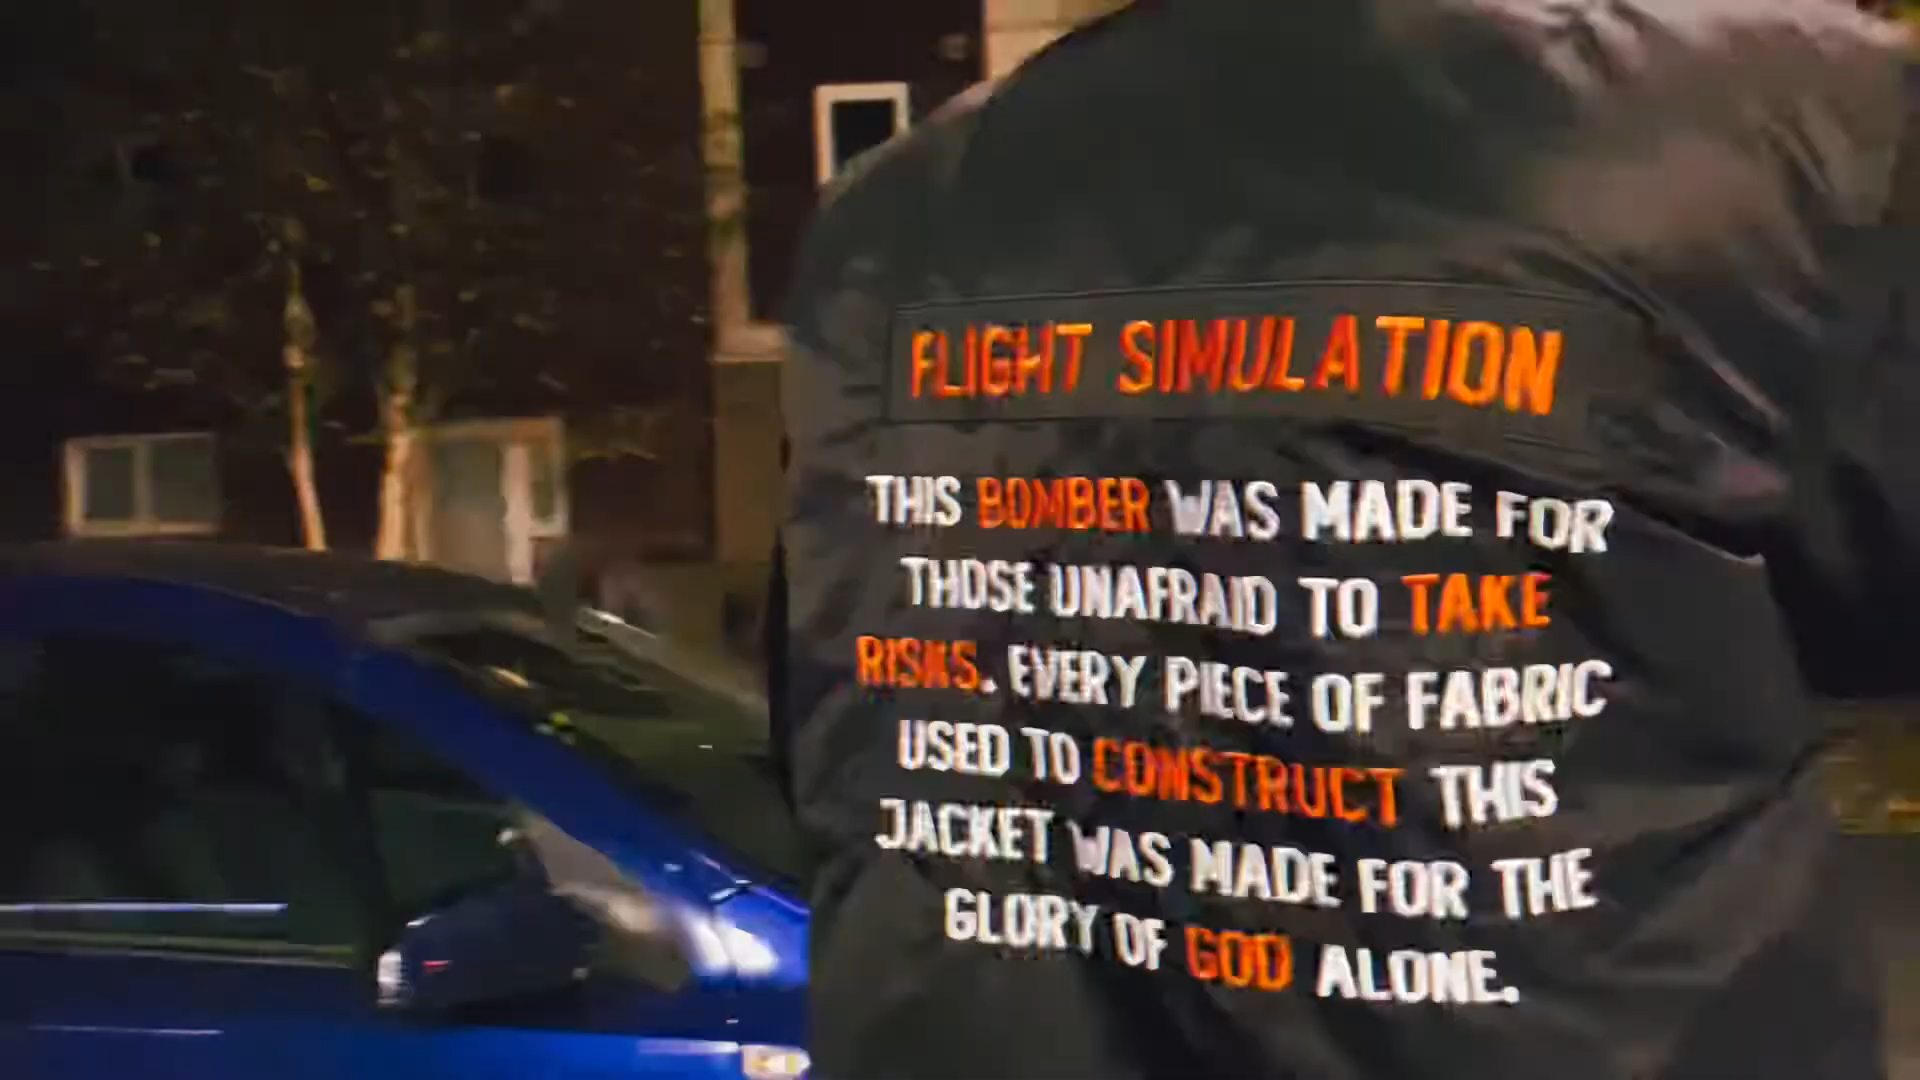 FLIGHT SIMULATION
THIS BOMBER WAS MADE FOR
THOSE UNAFRAID TO TAKE
RISKS. EVERY PIECE OF FABRIC
USED TO CONSTRUCT THIS
JACKET WAS MADE FOR THE
GLORY OF GOD ALONE.